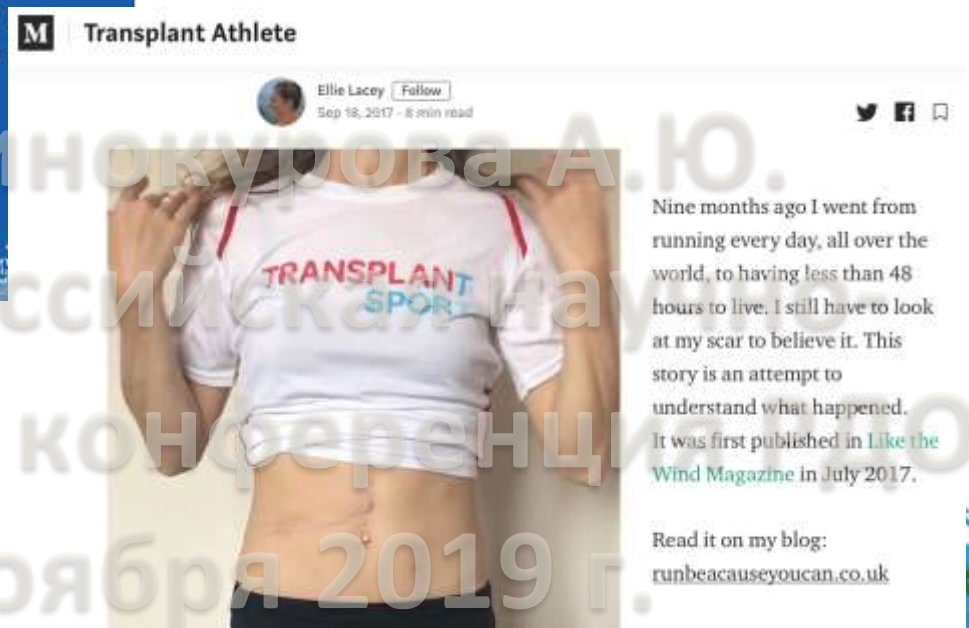 M Transplant Athlete
Ellie Lacey Follow
Sep 18, 2017 · 8 min read
TRANSPLANT
SPORT
Nine months ago I went from
running every day, all over the
world, to having less than 48
hours to live. I still have to look
at my scar to believe it. This
story is an attempt to
understand what happened.
It was first published in Like the
Wind Magazine in July 2017.
Read it on my blog:
runbeacauseyoucan.co.uk
нокурова А.Ю.
ссийская
конференция
оября 2019 г.